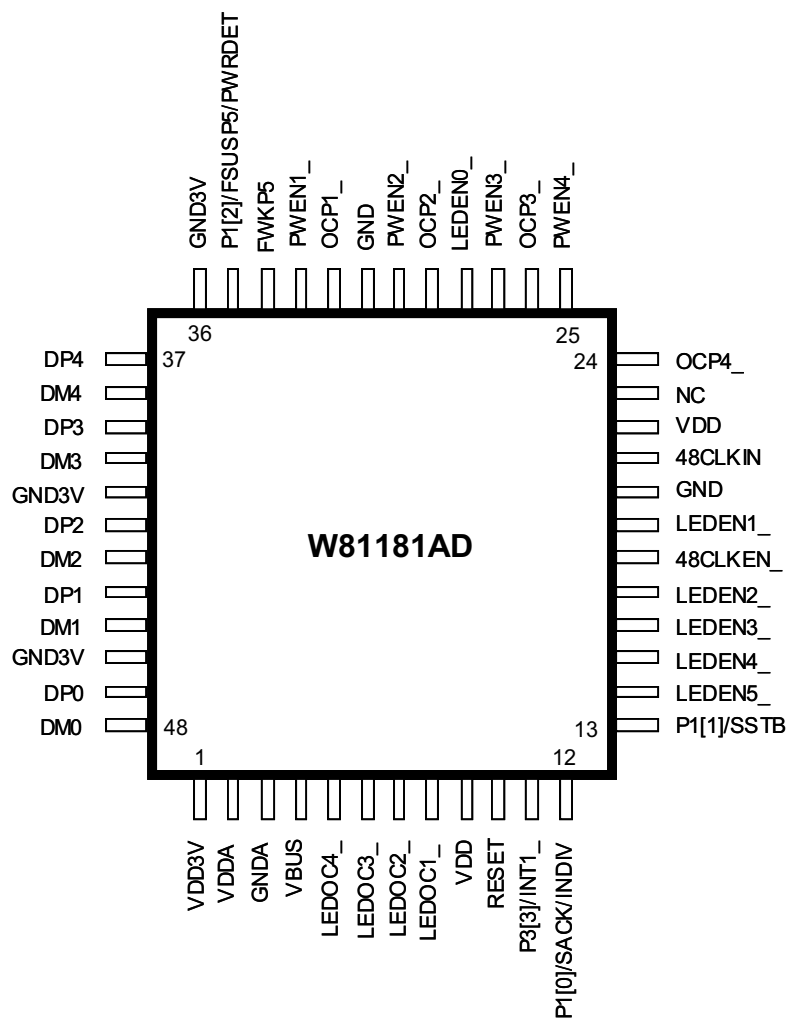 GND3V
P1[2]/FSUSP5/PWRDET
FWKP5
PWEN1_
OCP1_
GND
PWEN2_
OCP2_
LEDEN0_
PWEN3_
OCP3_
PWEN4_
36
25
37
24
DP4
DM4
DP3
DM3
GND3V
DP2
DM2
DP1
DM1
GND3V
DP0
DM0
W81181AD
OCP4_
NC
VDD
48CLKIN
GND
LEDEN1_
48CLKEN_
LEDEN2_
LEDEN3_
LEDEN4_
LEDEN5_
P1[1]/SSTB
48
13
1
12
VDD3V
VDDA
GNDA
VBUS
LEDOC4_
LEDOC3_
LEDOC2_
LEDOC1_
VDD
RESET
P3[3]/INT1_
P1[0]/SACK/INDIV